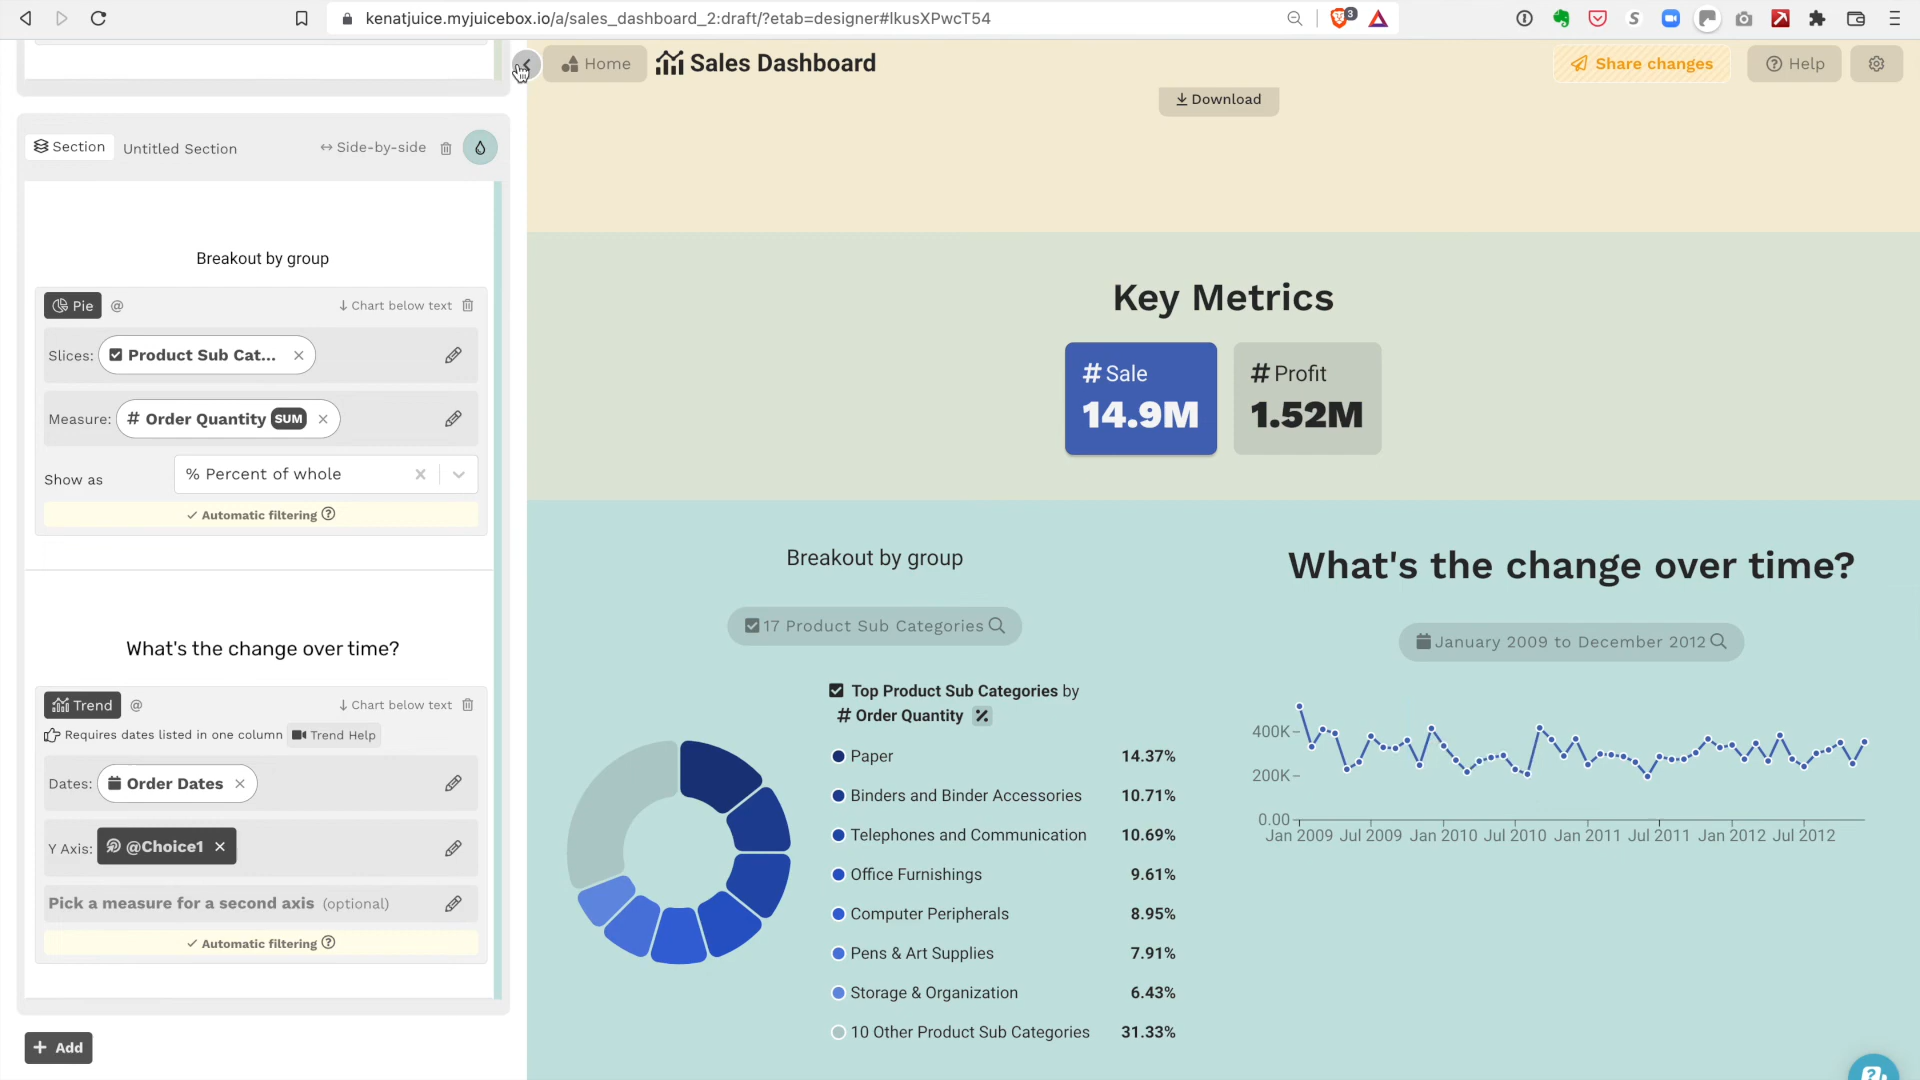 kenatjuice.myjuicebox.io/a/sales_dashboard_2:draft/?etab=designer#lkusXPwcT54
3
Section
Untitled Section
Side-by-side
Breakout by group
Pie
@
Chart below text
Slices:
Product Sub Cat...
Measure:
# Order Quantity SUM
Show as
% Percent of whole
Automatic filtering
What's the change over time?
Trend
@
Chart below text
Requires dates listed in one column
Trend Help
Dates:
Order Dates
Y Axis:
@Choice1
Pick a measure for a second axis (optional)
Automatic filtering
+ Add
Home
Sales Dashboard
Share changes
Help
Download
Key Metrics
# Sale
14.9M
# Profit
1.52M
Breakout by group
17 Product Sub Categories
Top Product Sub Categories by
# Order Quantity %
Paper 14.37%
Binders and Binder Accessories 10.71%
Telephones and Communication 10.69%
Office Furnishings 9.61%
Computer Peripherals 8.95%
Pens & Art Supplies 7.91%
Storage & Organization 6.43%
10 Other Product Sub Categories 31.33%
What's the change over time?
January 2009 to December 2012
400K
200K
0.00
Jan 2009 Jul 2009 Jan 2010 Jul 2010 Jan 2011 Jul 2011 Jan 2012 Jul 2012